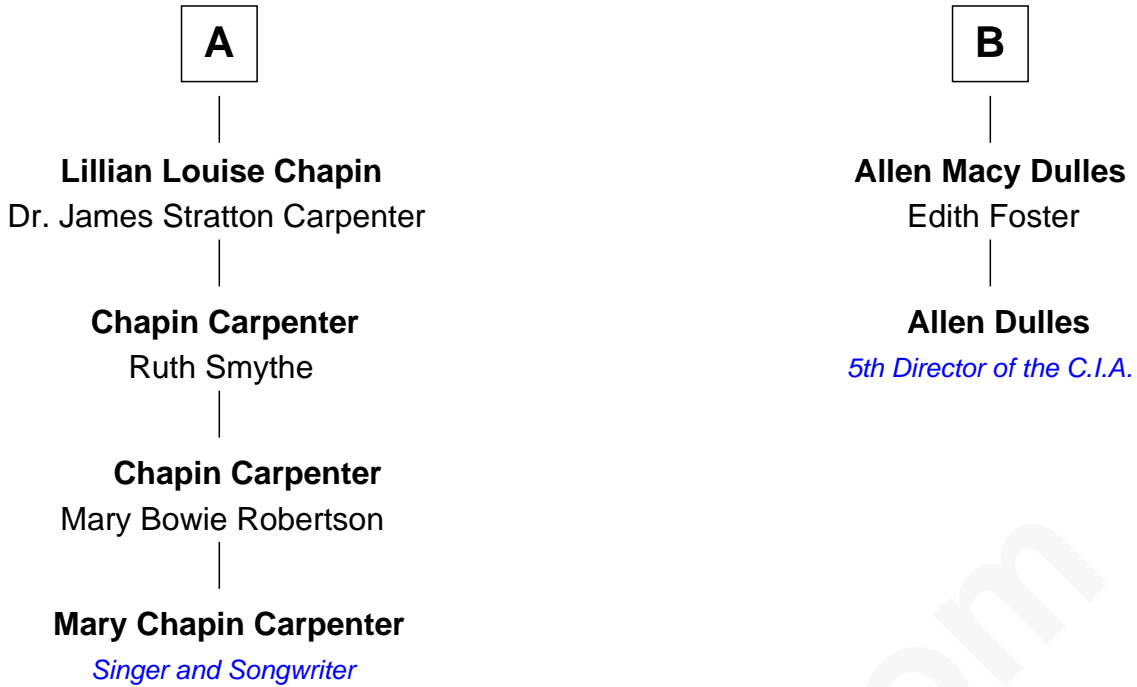 A
Lillian Louise Chapin
Dr. James Stratton Carpenter
Chapin Carpenter
Ruth Smythe
Chapin Carpenter
Mary Bowie Robertson
Mary Chapin Carpenter
Singer and Songwriter
B
Allen Macy Dulles
Edith Foster
Allen Dulles
5th Director of the C.I.A.
om